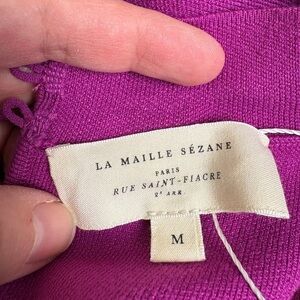 LA MAILLE SÉZANE
PARIS
RUE SAINT-FIACRE
2ᵉ ARR.
M